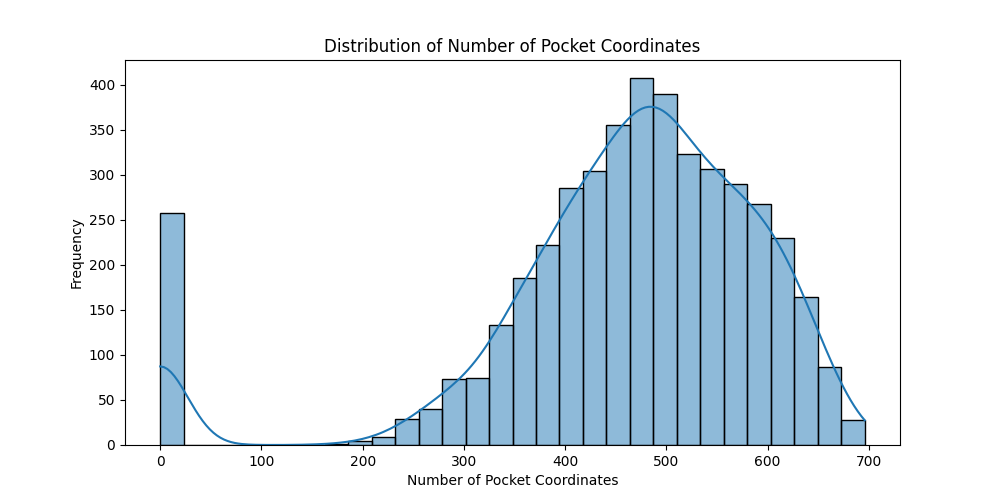 Distribution of Number of Pocket Coordinates
Frequency
400
350
300
250
200
150
100
50
0
0 100 200 300 400 500 600 700
Number of Pocket Coordinates